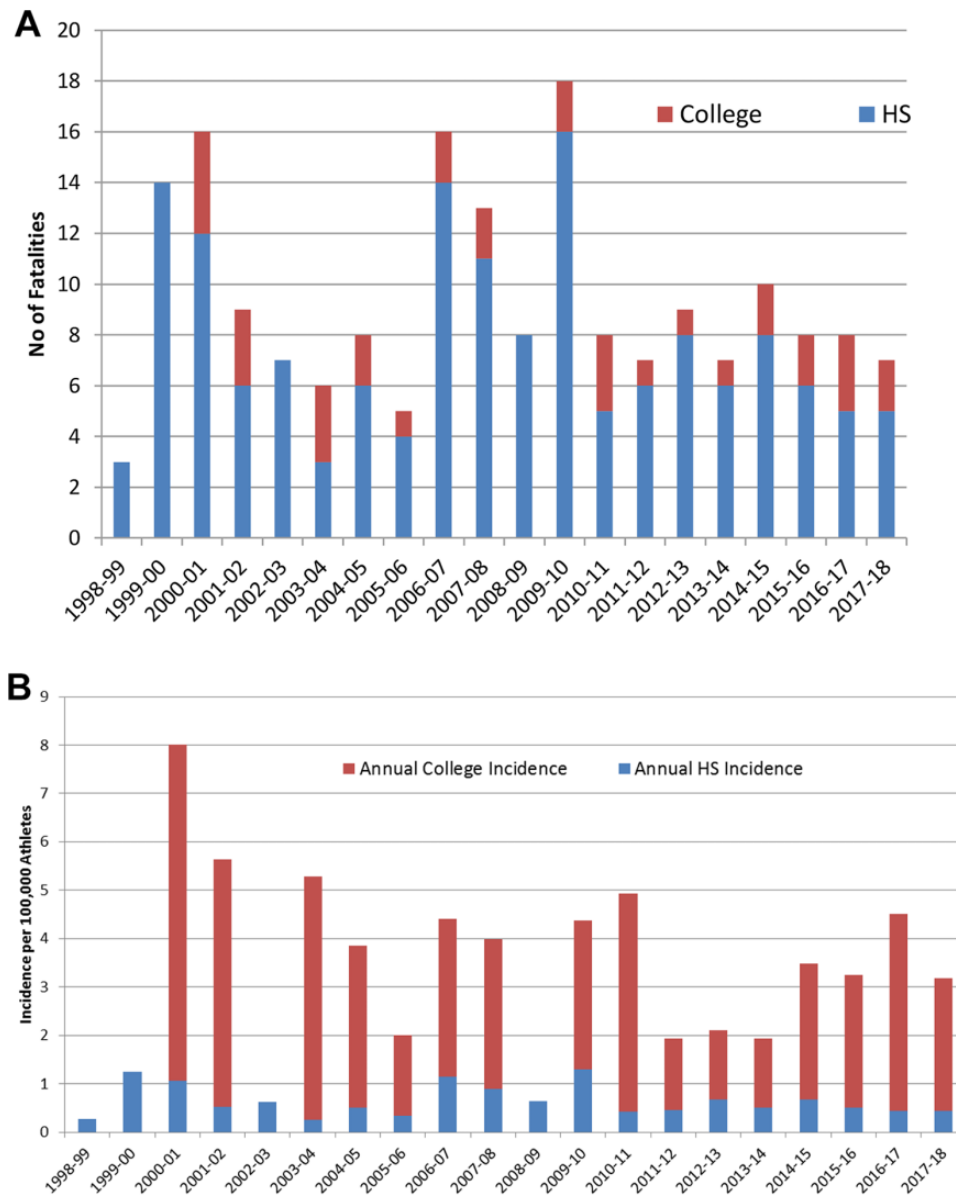 A
20
18
16
14
12
10
8
6
4
2
0
No of Fatalities
College HS
1998-99 1999-00 2000-01 2001-02 2002-03 2003-04 2004-05 2005-06 2006-07 2007-08 2008-09 2009-10 2010-11 2011-12 2012-13 2013-14 2014-15 2015-16 2016-17 2017-18
B
9
8
7
6
5
4
3
2
1
0
Incidence per 100,000 Athletes
Annual College Incidence Annual HS Incidence
1998-99 1999-00 2000-01 2001-02 2002-03 2003-04 2004-05 2005-06 2006-07 2007-08 2008-09 2009-10 2010-11 2011-12 2012-13 2013-14 2014-15 2015-16 2016-17 2017-18